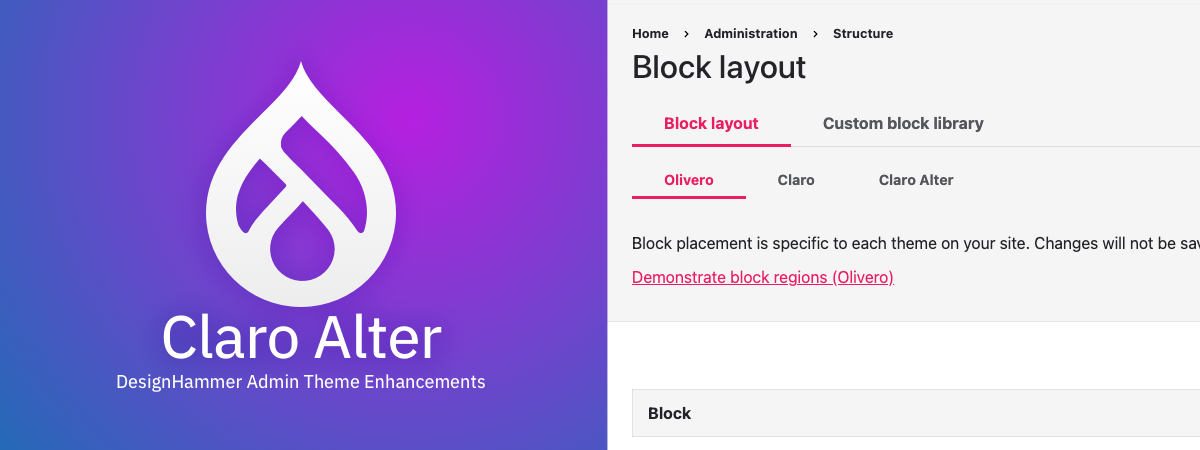 Claro Alter
DesignHammer Admin Theme Enhancements
Home › Administration › Structure
Block layout
Block layout Custom block library
Olivero Claro Claro Alter
Block placement is specific to each theme on your site. Changes will not be
Demonstrate block regions (Olivero)
Block